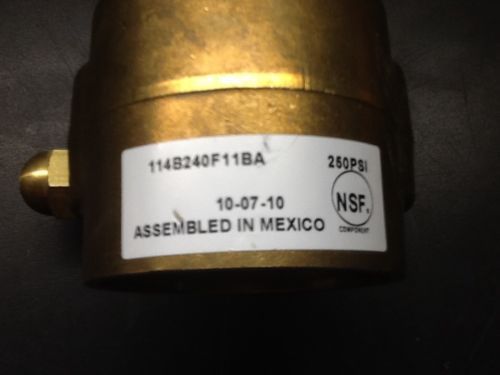 114B240F11BA 250PSI
10-07-10
ASSEMBLED IN MEXICO
NSF.
COMPONENT